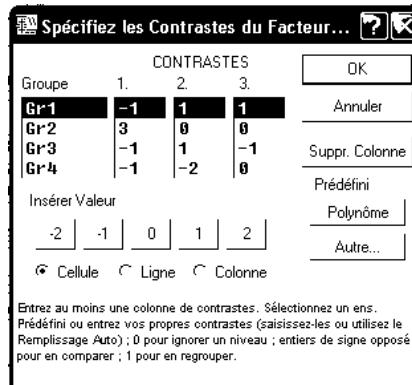 Spécifiez les Contrastes du Facteur...
CONTRASTES
Groupe 1. 2. 3.
Gr1 -1 1 1
Gr2 3 0 0
Gr3 -1 1 -1
Gr4 -1 -2 0
Insérer Valeur
-2 -1 0 1 2
Cellule Ligne Colonne
OK
Annuler
Suppr. Colonne
Prédéfini
Polynôme
Autre...
Entrez au moins une colonne de contrastes. Sélectionnez un ens.
Prédéfini ou entrez vos propres contrastes (saisissez-les ou utilisez le
Remplissage Auto) ; 0 pour ignorer un niveau ; entiers de signe opposé
pour en comparer ; 1 pour en regrouper.